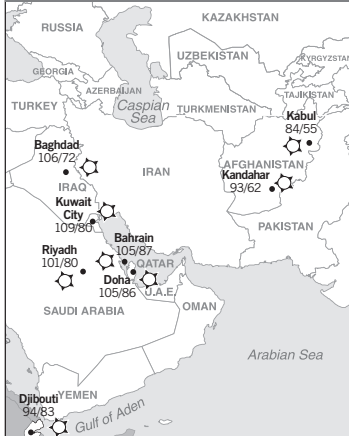 RUSSIA
KAZAKHSTAN
UZBEKISTAN
KYRGYZSTAN
GEORGIA
AZERBAIJAN
TAJIKISTAN
TURKEY
Caspian
Sea
TURKMENISTAN
Kabul
84/55
Baghdad
106/72
IRAN
AFGHANISTAN
Kandahar
93/62
IRAQ
Kuwait
City
109/80
PAKISTAN
Bahrain
105/87
Riyadh
101/80
QATAR
Doha
105/86
U.A.E.
OMAN
SAUDI ARABIA
Arabian Sea
YEMEN
Djibouti
94/83
Gulf of Aden